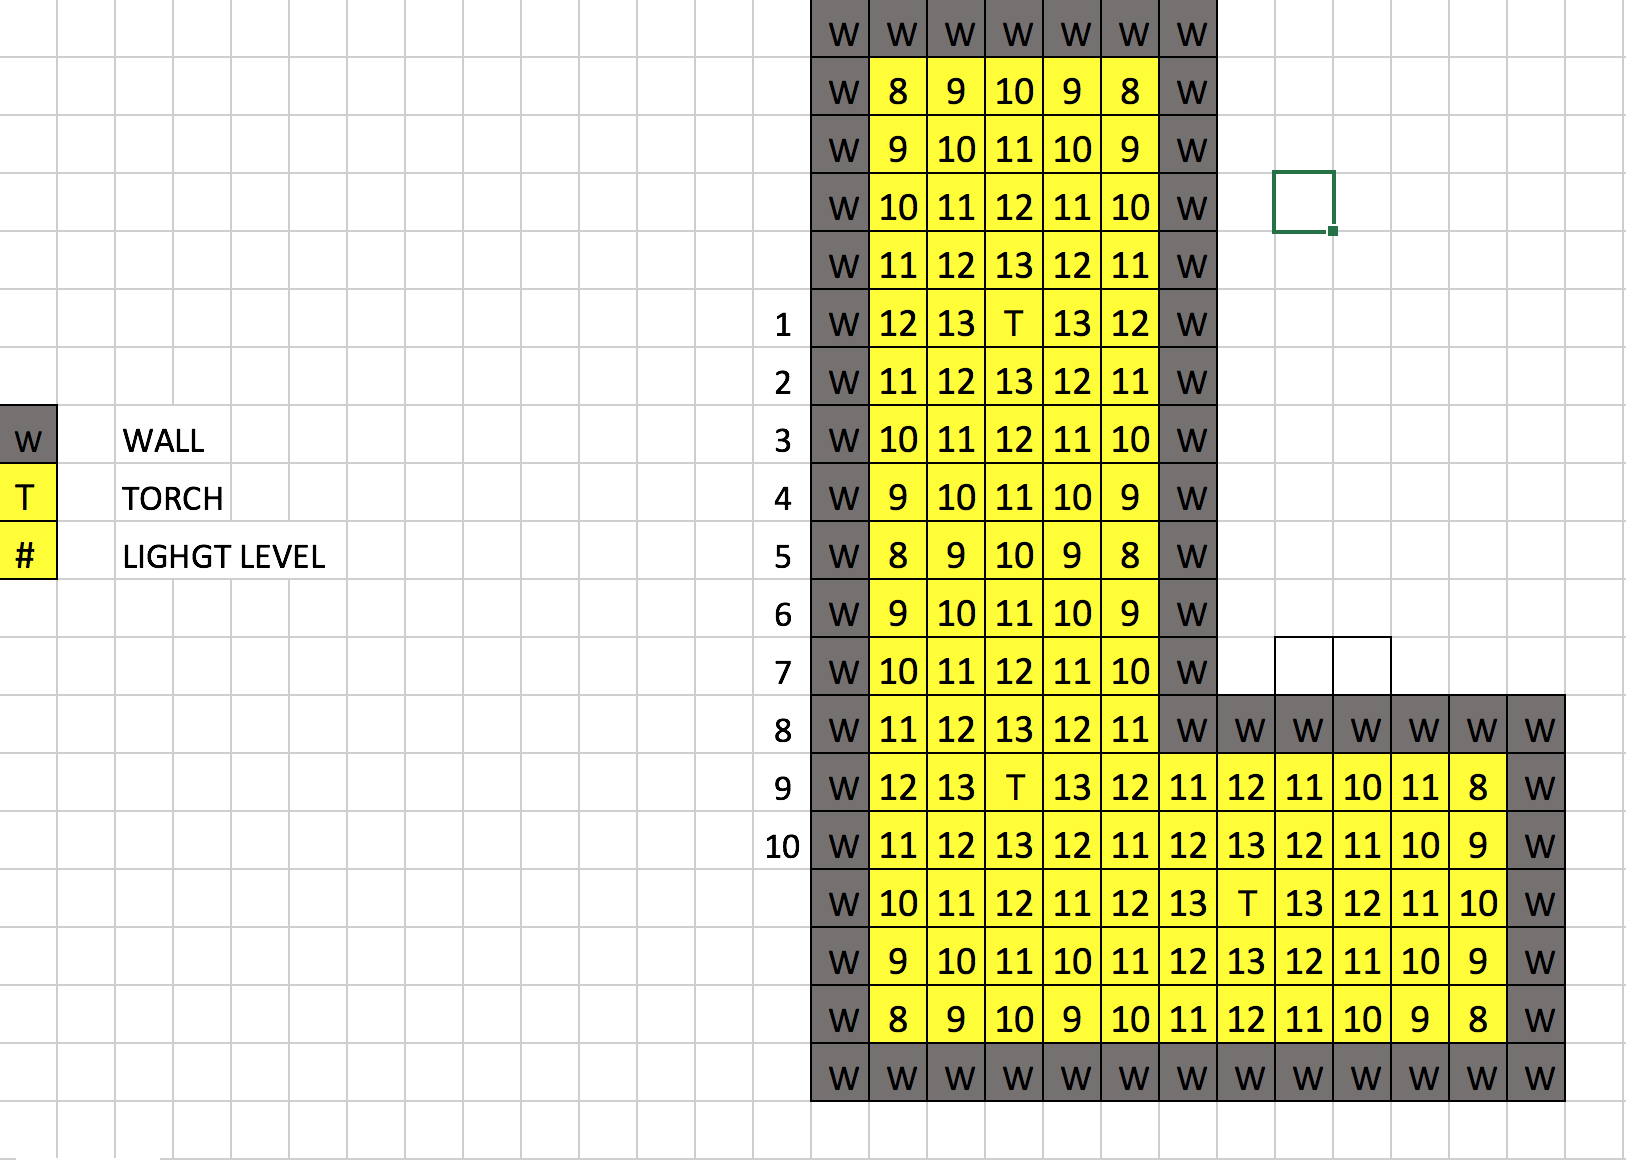 W W W W W W W
W 8 9 10 9 8 W
W 9 10 11 10 9 W
W 10 11 12 11 10 W
W 11 12 13 12 11 W
1 W 12 13 T 13 12 W
2 W 11 12 13 12 11 W
W WALL 3 W 10 11 12 11 10 W
T TORCH 4 W 9 10 11 10 9 W
# LIGHGT LEVEL 5 W 8 9 10 9 8 W
6 W 9 10 11 10 9 W
7 W 10 11 12 11 10 W
8 W 11 12 13 12 11 W W W W W W W
9 W 12 13 T 13 12 11 12 11 10 11 8 W
10 W 11 12 13 12 11 12 13 12 11 10 9 W
W 10 11 12 11 12 13 T 13 12 11 10 W
W 9 10 11 10 11 12 13 12 11 10 9 W
W 8 9 10 9 10 11 12 11 10 9 8 W
W W W W W W W W W W W W W